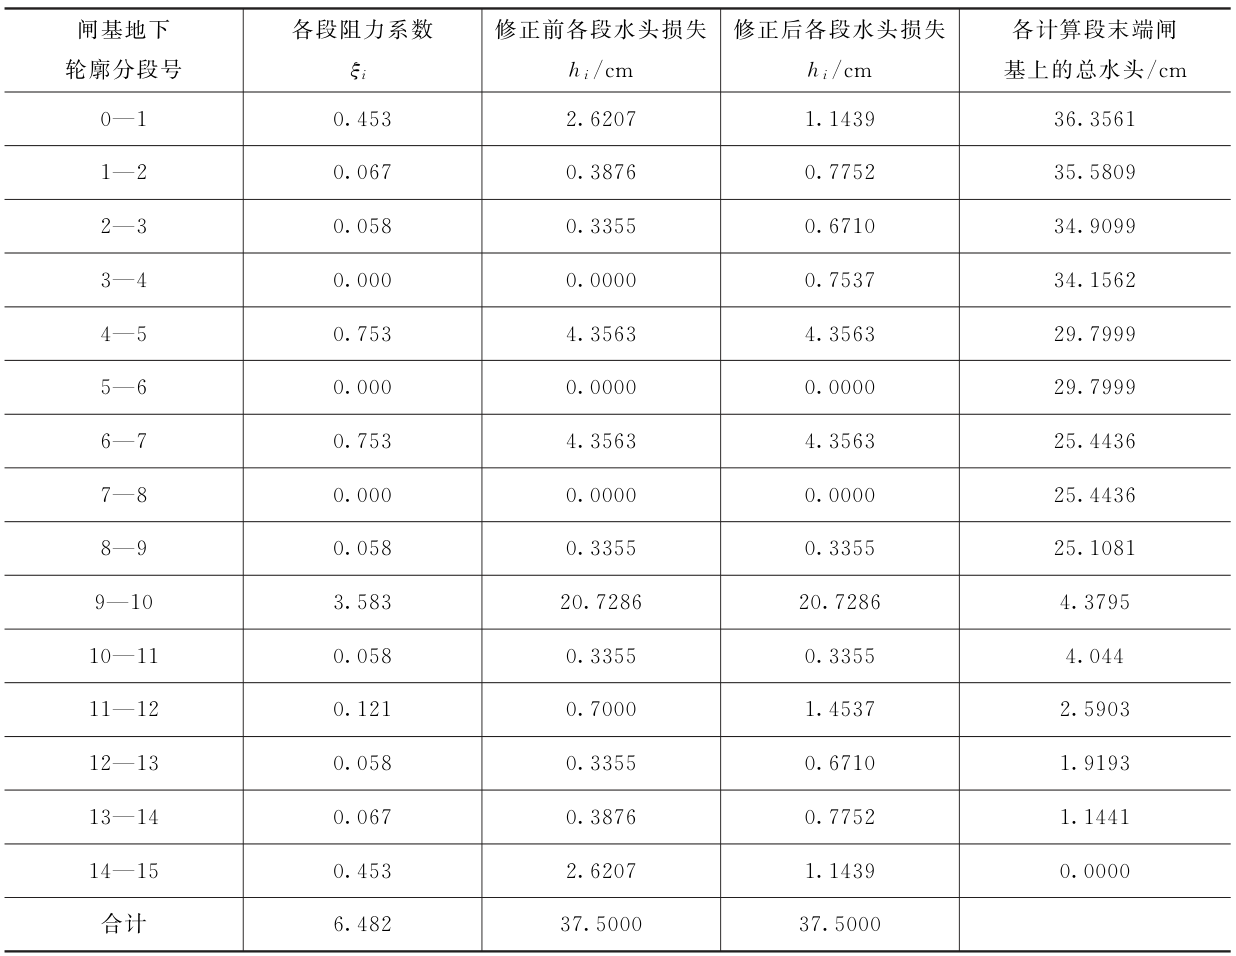 闸基地下 各段阻力系数 修正前各段水头损失 修正后各段水头损失 各计算段末端闸
轮廓分段号 ξi hi/cm hi/cm 基上的总水头/cm
0—1 0.453 2.6207 1.1439 36.3561
1—2 0.067 0.3876 0.7752 35.5809
2—3 0.058 0.3355 0.6710 34.9099
3—4 0.000 0.0000 0.7537 34.1562
4—5 0.753 4.3563 4.3563 29.7999
5—6 0.000 0.0000 0.0000 29.7999
6—7 0.753 4.3563 4.3563 25.4436
7—8 0.000 0.0000 0.0000 25.4436
8—9 0.058 0.3355 0.3355 25.1081
9—10 3.583 20.7286 20.7286 4.3795
10—11 0.058 0.3355 0.3355 4.044
11—12 0.121 0.7000 1.4537 2.5903
12—13 0.058 0.3355 0.6710 1.9193
13—14 0.067 0.3876 0.7752 1.1441
14—15 0.453 2.6207 1.1439 0.0000
合计 6.482 37.5000 37.5000